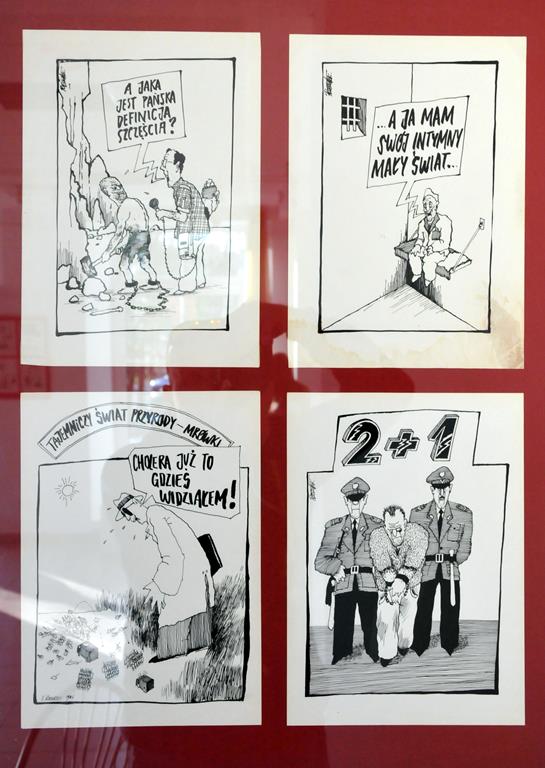 A JAKA
JEST PAŃSKA
DEFINICJA
SZCZĘŚCIA?
...A JA MAM
SWÓJ INTYMNY
MAŁY ŚWIAT...
TAJEMNICZY ŚWIAT PRZYRODY - MRÓWKI
CHOLERA JUŻ TO
GDZIEŚ
WIDZIAŁEM!
2+1